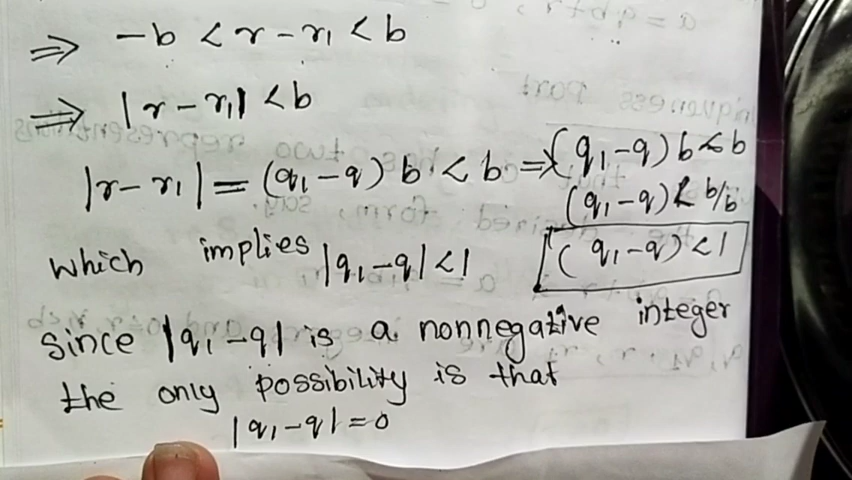 ⇒ -b < r - r₁ < b
⇒ |r - r₁| < b
|r - r₁| = (q₁ - q) b < b ⇒ (q₁ - q) b < b
(q₁ - q) < b/b
which implies |q₁ - q| < 1
(q₁ - q) < 1
since |q₁ - q| is a nonnegative integer
the only possibility is that
|q₁ - q| = 0